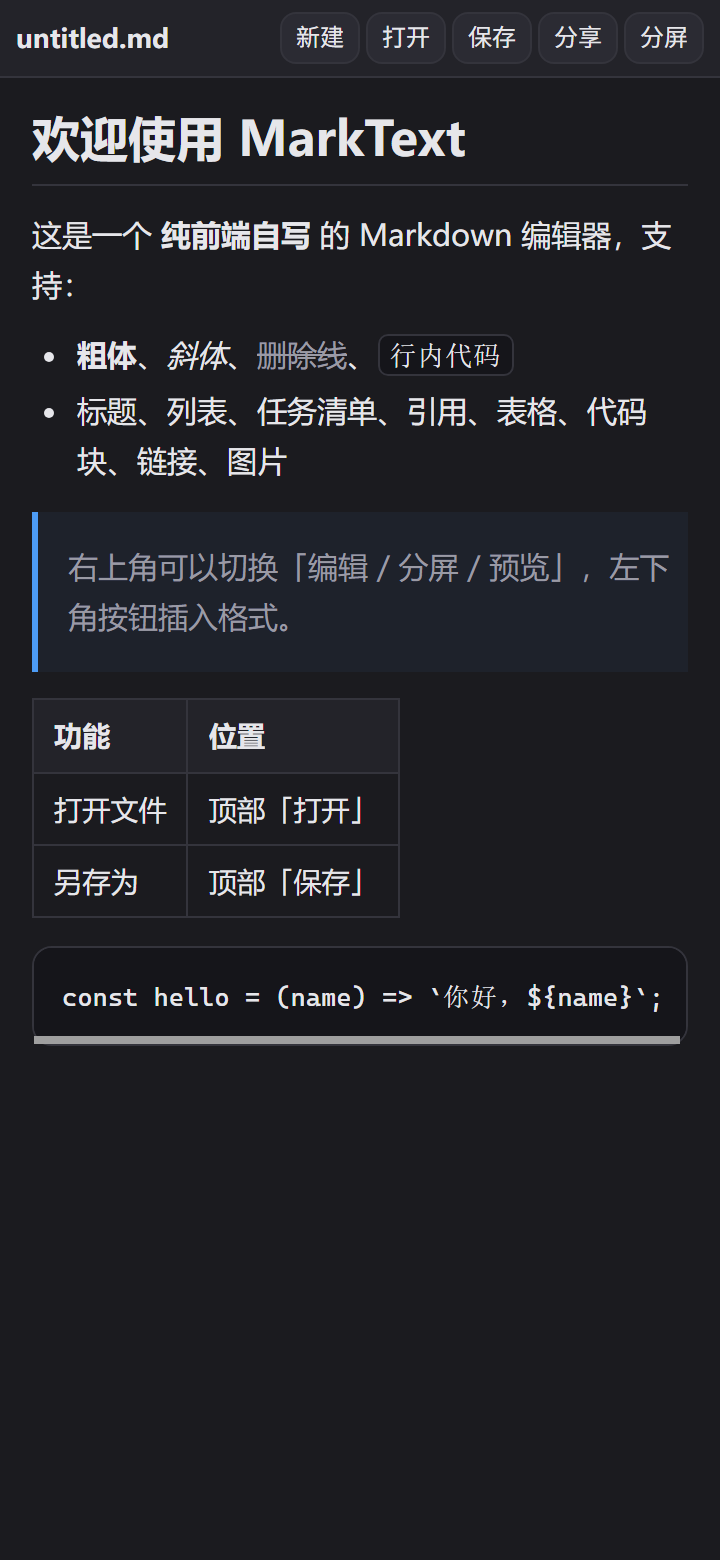 untitled.md 新建 打开 保存 分享 分屏
欢迎使用 MarkText
这是一个 纯前端自写 的 Markdown 编辑器，支
持：
粗体、斜体、删除线、行内代码
标题、列表、任务清单、引用、表格、代码
块、链接、图片
右上角可以切换「编辑 / 分屏 / 预览」，左下
角按钮插入格式。
功能 位置
打开文件 顶部「打开」
另存为 顶部「保存」
const hello = (name) => `你好，${name}`;